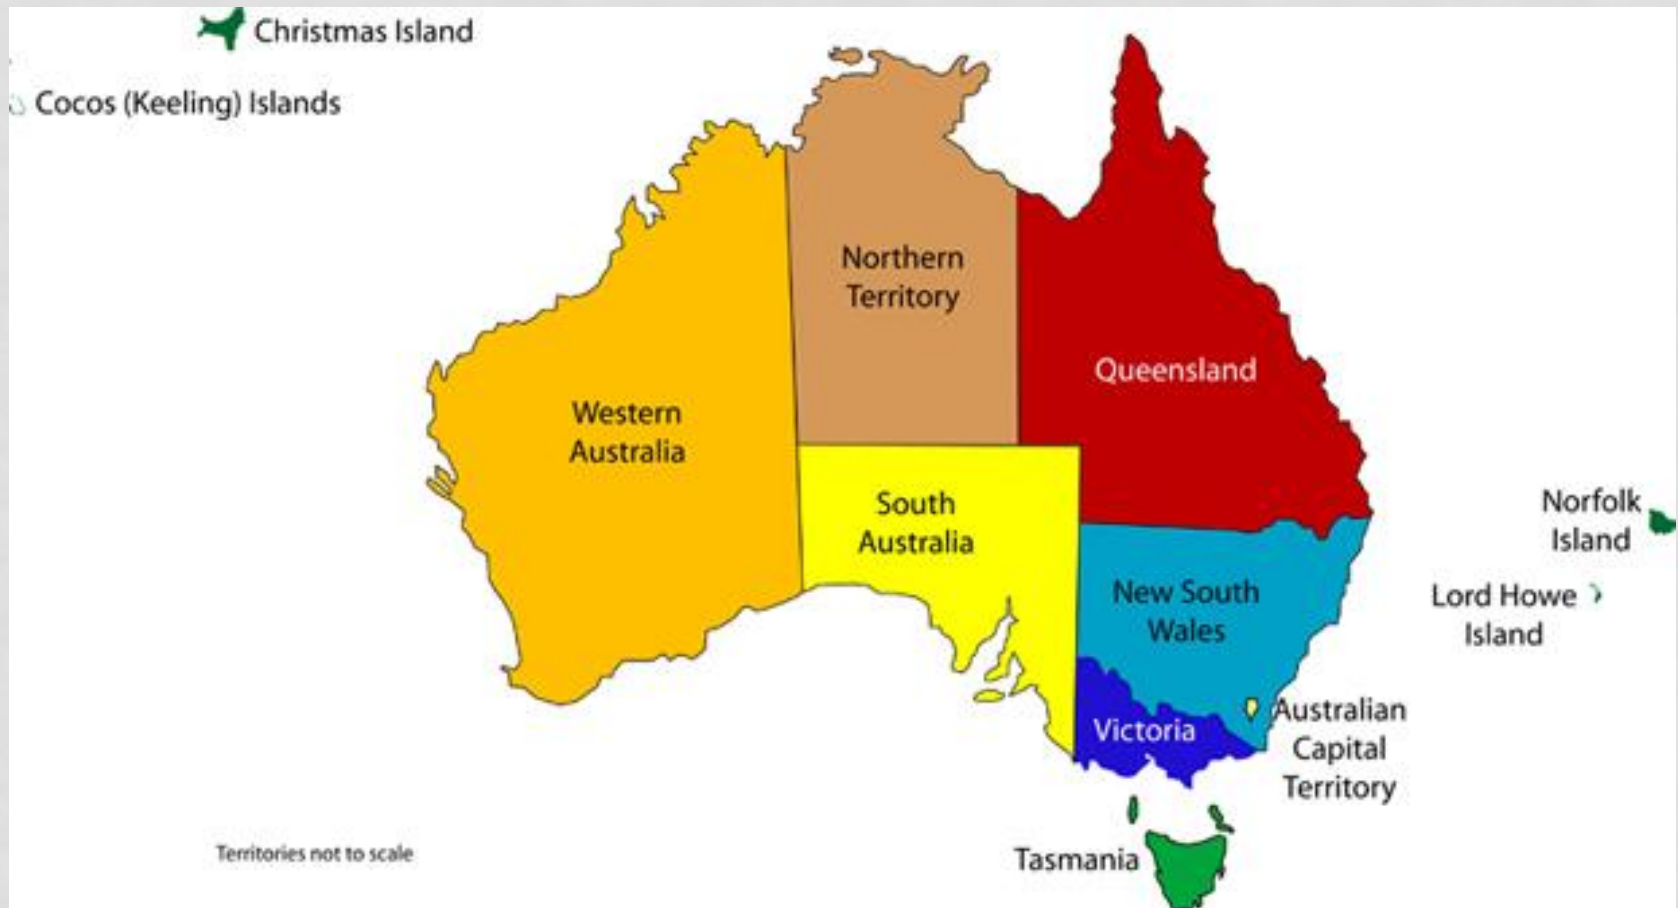 Christmas Island
Cocos (Keeling) Islands
Northern
Territory
Queensland
Western
Australia
South
Australia
Norfolk
Island
New South
Wales
Lord Howe
Island
Victoria
Australian
Capital
Territory
Tasmania
Territories not to scale